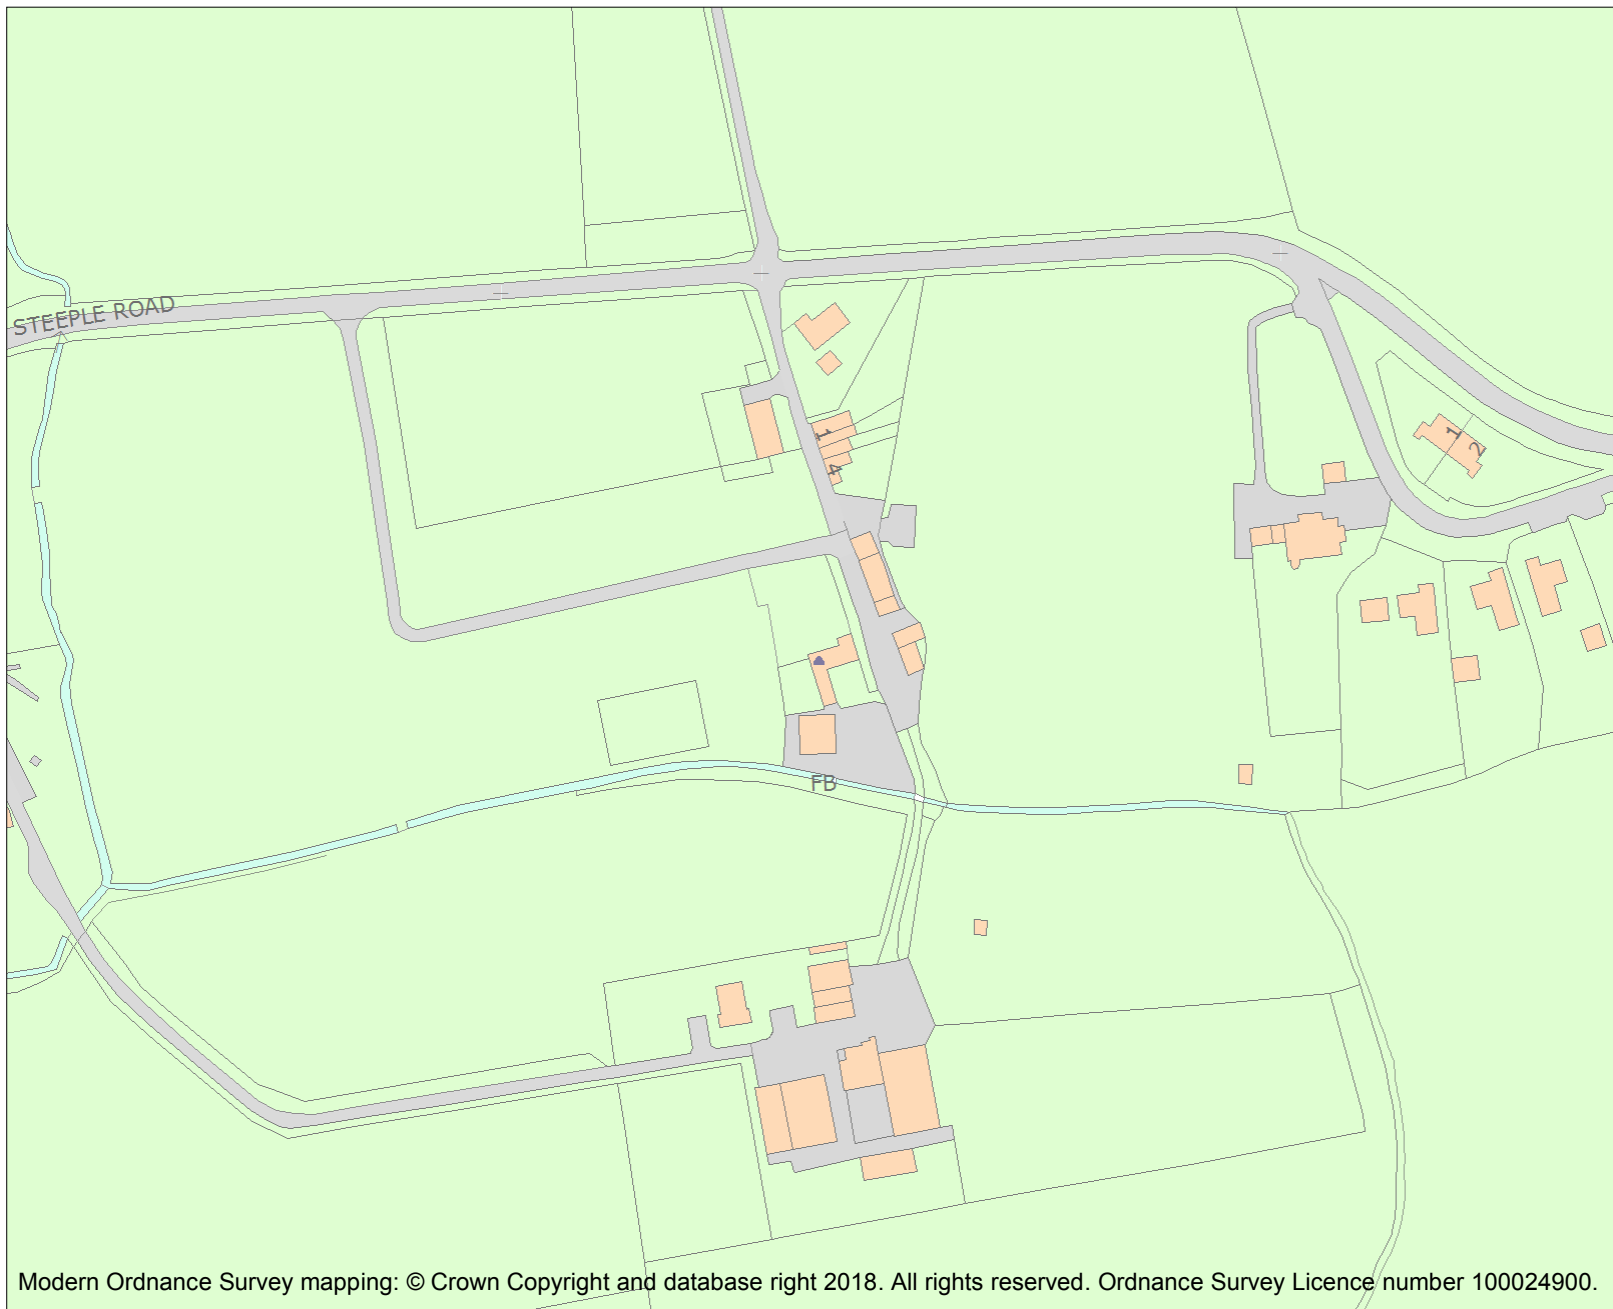 STEEPLE ROAD
1
4
1
2
FB
Modern Ordnance Survey mapping: © Crown Copyright and database right 2018. All rights reserved. Ordnance Survey Licence number 100024900.